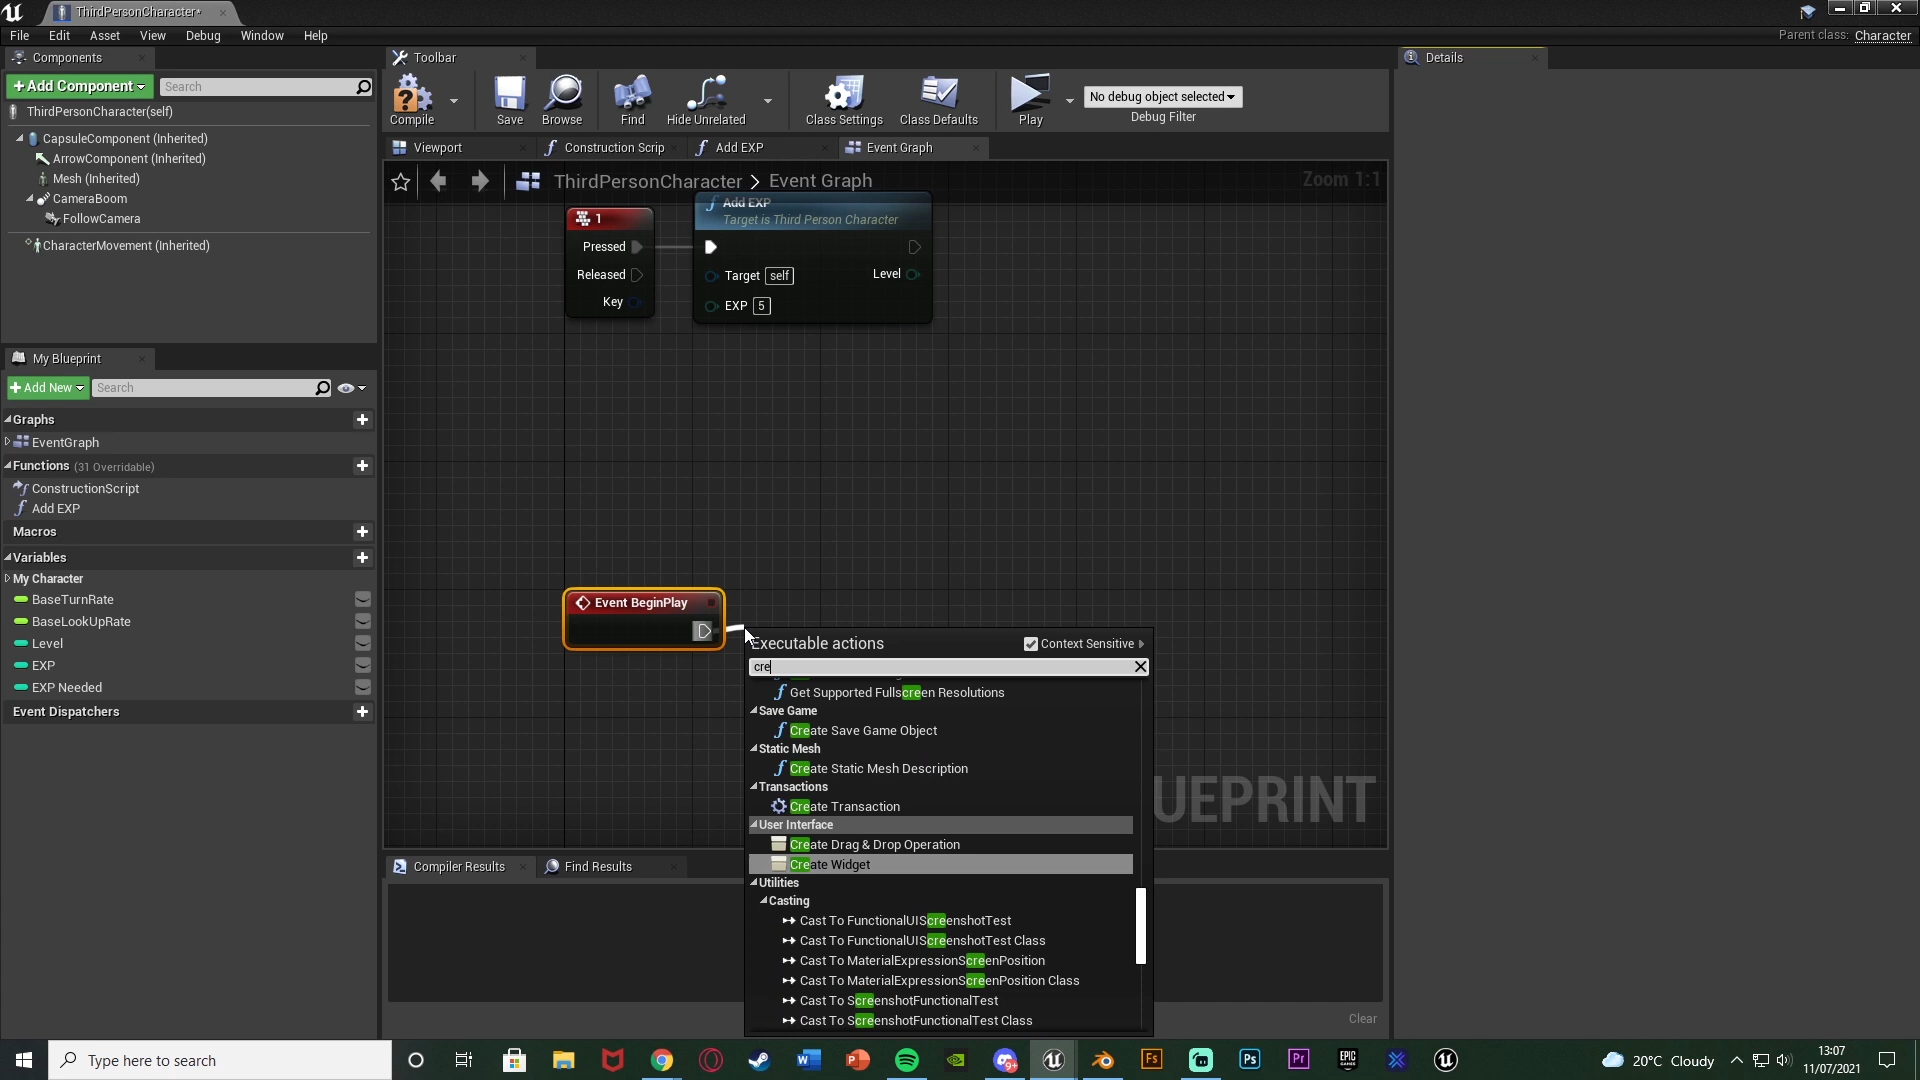 ThirdPersonCharacter*
File Edit Asset View Debug Window Help
Parent class: Character
Components
Toolbar
Details
+Add Component
Search
ThirdPersonCharacter(self)
CapsuleComponent (Inherited)
ArrowComponent (Inherited)
Mesh (Inherited)
CameraBoom
FollowCamera
CharacterMovement (Inherited)
Compile Save Browse Find Hide Unrelated Class Settings Class Defaults Play
No debug object selected
Debug Filter
Viewport Construction Scrip Add EXP Event Graph
ThirdPersonCharacter > Event Graph
Zoom 1:1
1
Pressed
Released
Key
Add EXP
Target is Third Person Character
Target self
Level
EXP 5
My Blueprint
+Add New
Search
Graphs
EventGraph
Functions (31 Overridable)
ConstructionScript
Add EXP
Macros
Variables
My Character
BaseTurnRate
BaseLookUpRate
Level
EXP
EXP Needed
Event Dispatchers
Event BeginPlay
Executable actions
Context Sensitive
cre
Get Supported Fullscreen Resolutions
Save Game
Create Save Game Object
Static Mesh
Create Static Mesh Description
Transactions
Create Transaction
User Interface
Create Drag & Drop Operation
Create Widget
Utilities
Casting
Cast To FunctionalUIScreenshotTest
Cast To FunctionalUIScreenshotTest Class
Cast To MaterialExpressionScreenPosition
Cast To MaterialExpressionScreenPosition Class
Cast To ScreenshotFunctionalTest
Cast To ScreenshotFunctionalTest Class
UEPRINT
Compiler Results
Find Results
Clear
Type here to search
20°C Cloudy
13:07
11/07/2021